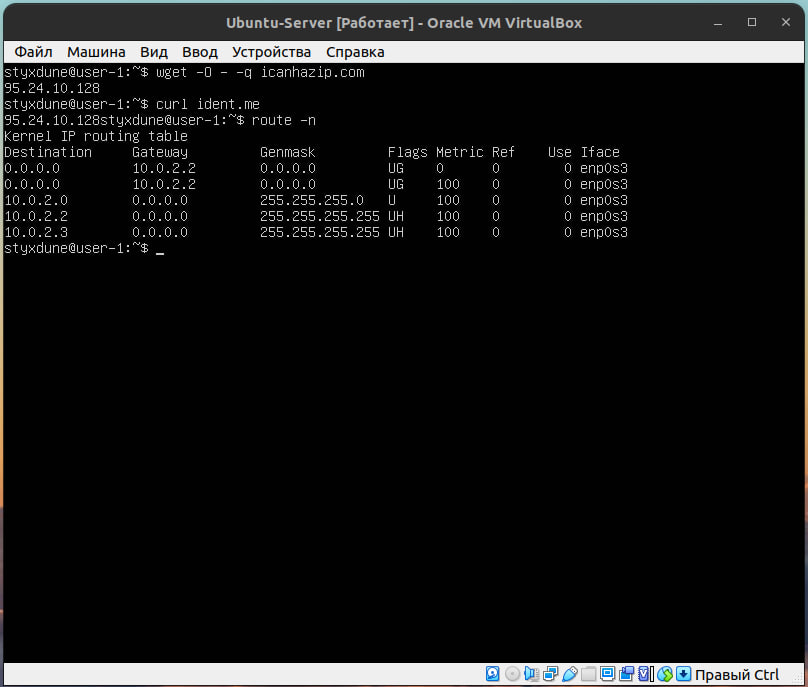 Ubuntu-Server [Работает] - Oracle VM VirtualBox
Файл Машина Вид Ввод Устройства Справка
styxdune@user-1:~$ wget -O - -q icanhazip.com
95.24.10.128
styxdune@user-1:~$ curl ident.me
95.24.10.128styxdune@user-1:~$ route -n
Kernel IP routing table
Destination Gateway Genmask Flags Metric Ref Use Iface
0.0.0.0 10.0.2.2 0.0.0.0 UG 0 0 0 enp0s3
0.0.0.0 10.0.2.2 0.0.0.0 UG 100 0 0 enp0s3
10.0.2.0 0.0.0.0 255.255.255.0 U 100 0 0 enp0s3
10.0.2.2 0.0.0.0 255.255.255.255 UH 100 0 0 enp0s3
10.0.2.3 0.0.0.0 255.255.255.255 UH 100 0 0 enp0s3
styxdune@user-1:~$ _
Правый Ctrl